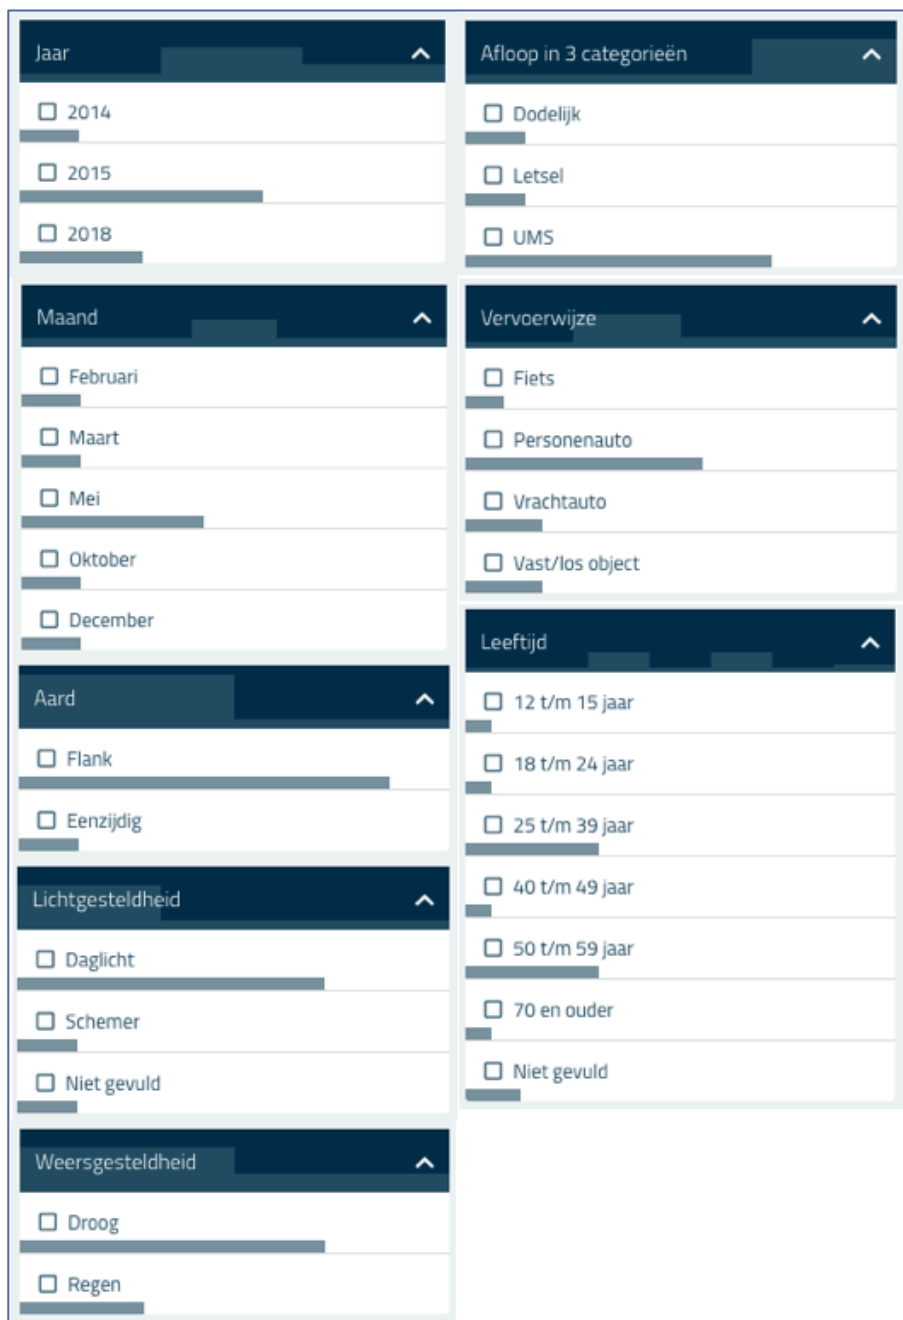 Jaar
2014
2015
2018
Maand
Februari
Maart
Mei
Oktober
December
Aard
Flank
Eenzijdig
Lichtgesteldheid
Daglicht
Schemer
Niet gevuld
Weersgesteldheid
Droog
Regen
Afloop in 3 categorieën
Dodelijk
Letsel
UMS
Vervoerwijze
Fiets
Personenauto
Vrachtauto
Vast/los object
Leeftijd
12 t/m 15 jaar
18 t/m 24 jaar
25 t/m 39 jaar
40 t/m 49 jaar
50 t/m 59 jaar
70 en ouder
Niet gevuld